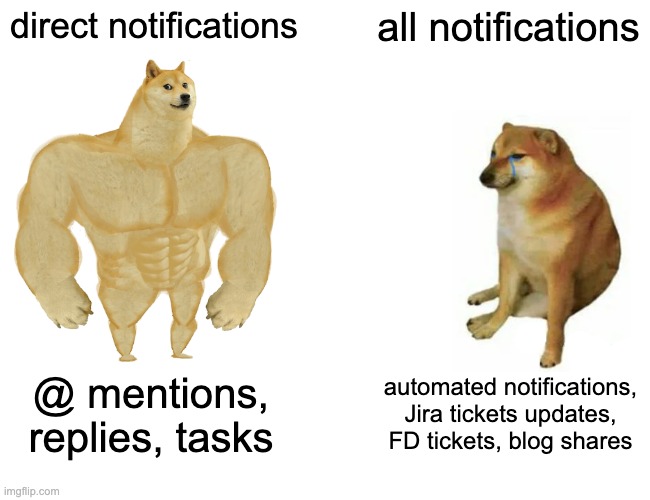 direct notifications
all notifications
@ mentions,
replies, tasks
automated notifications,
Jira tickets updates,
FD tickets, blog shares
imgflip.com